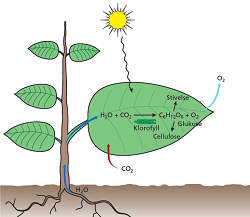 O₂
Stivelse
H₂O + CO₂ → C₆H₁₂O₆ + O₂
Klorofyll
Glukose
Cellulose
CO₂
H₂O